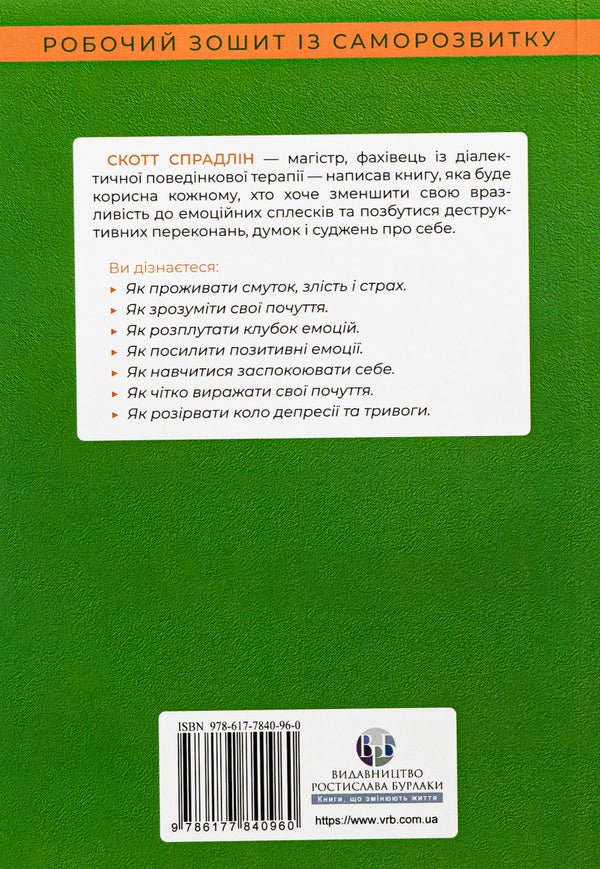 РОБОЧИЙ ЗОШИТ ІЗ САМОРОЗВИТКУ
СКОТТ СПРАДЛІН — магістр, фахівець із діалек-
тичної поведінкової терапії — написав книгу, яка буде
корисна кожному, хто хоче зменшити свою враз-
ливість до емоційних сплесків та позбутися деструк-
тивних переконань, думок і суджень про себе.
Ви дізнаєтеся:
▸ Як проживати смуток, злість і страх.
▸ Як зрозуміти свої почуття.
▸ Як розплутати клубок емоцій.
▸ Як посилити позитивні емоції.
▸ Як навчитися заспокоювати себе.
▸ Як чітко виражати свої почуття.
▸ Як розірвати коло депресії та тривоги.
ISBN 978-617-7840-96-0
9 786177 840960
ВРБ
ВИДАВНИЦТВО
РОСТИСЛАВА БУРЛАКИ
Книги, що змінюють життя
https://www.vrb.com.ua